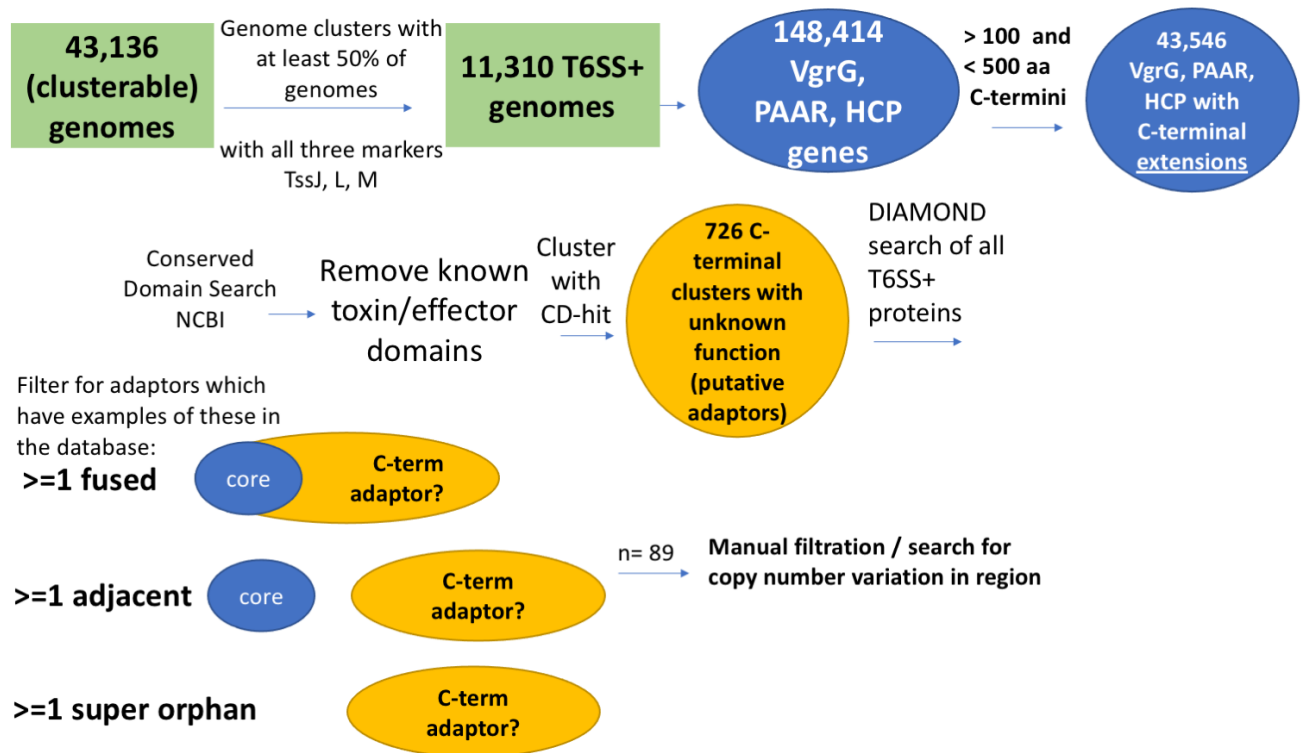 43,136
(clusterable)
genomes
Genome clusters with
at least 50% of
genomes
with all three markers
TssJ, L, M
11,310 T6SS+
genomes
148,414
VgrG,
PAAR, HCP
genes
> 100 and
< 500 aa
C-termini
43,546
VgrG, PAAR,
HCP with
C-terminal
extensions
Conserved
Domain Search
NCBI
Remove known
toxin/effector
domains
Cluster
with
CD-hit
726 C-
terminal
clusters with
unknown
function
(putative
adaptors)
DIAMOND
search of all
T6SS+
proteins
Filter for adaptors which
have examples of these in
the database:
>=1 fused
core
C-term
adaptor?
>=1 adjacent
core
C-term
adaptor?
n= 89
Manual filtration / search for
copy number variation in region
>=1 super orphan
C-term
adaptor?